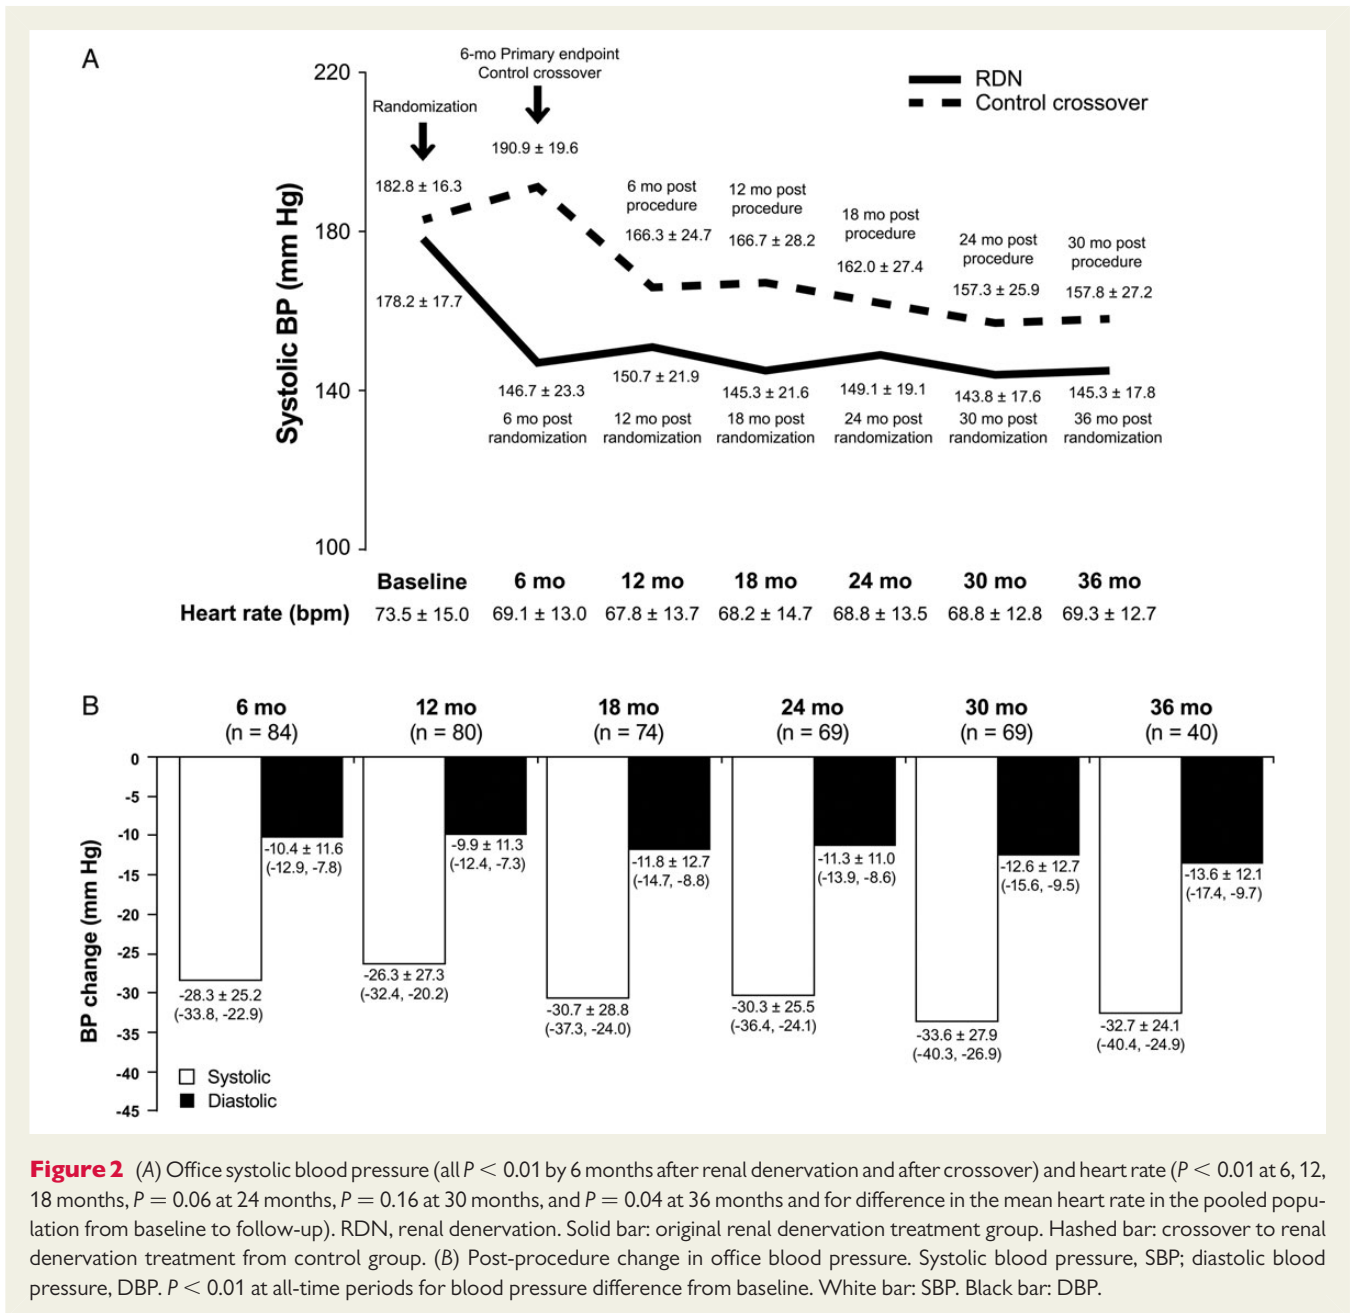 A
6-mo Primary endpoint
Control crossover
Randomization
RDN
Control crossover
Systolic BP (mm Hg)
220
180
140
100
182.8 ± 16.3
190.9 ± 19.6
6 mo post
procedure
166.3 ± 24.7
12 mo post
procedure
166.7 ± 28.2
18 mo post
procedure
162.0 ± 27.4
24 mo post
procedure
157.3 ± 25.9
30 mo post
procedure
157.8 ± 27.2
178.2 ± 17.7
146.7 ± 23.3
6 mo post
randomization
150.7 ± 21.9
12 mo post
randomization
145.3 ± 21.6
18 mo post
randomization
149.1 ± 19.1
24 mo post
randomization
143.8 ± 17.6
30 mo post
randomization
145.3 ± 17.8
36 mo post
randomization
Baseline 6 mo 12 mo 18 mo 24 mo 30 mo 36 mo
Heart rate (bpm) 73.5 ± 15.0 69.1 ± 13.0 67.8 ± 13.7 68.2 ± 14.7 68.8 ± 13.5 68.8 ± 12.8 69.3 ± 12.7
B
6 mo 12 mo 18 mo 24 mo 30 mo 36 mo
(n = 84) (n = 80) (n = 74) (n = 69) (n = 69) (n = 40)
BP change (mm Hg)
0
-5
-10
-15
-20
-25
-30
-35
-40
-45
-10.4 ± 11.6
(-12.9, -7.8)
-9.9 ± 11.3
(-12.4, -7.3)
-11.8 ± 12.7
(-14.7, -8.8)
-11.3 ± 11.0
(-13.9, -8.6)
-12.6 ± 12.7
(-15.6, -9.5)
-13.6 ± 12.1
(-17.4, -9.7)
-28.3 ± 25.2
(-33.8, -22.9)
-26.3 ± 27.3
(-32.4, -20.2)
-30.7 ± 28.8
(-37.3, -24.0)
-30.3 ± 25.5
(-36.4, -24.1)
-33.6 ± 27.9
(-40.3, -26.9)
-32.7 ± 24.1
(-40.4, -24.9)
Systolic
Diastolic
Figure 2 (A) Office systolic blood pressure (all P < 0.01 by 6 months after renal denervation and after crossover) and heart rate (P < 0.01 at 6, 12,
18 months, P = 0.06 at 24 months, P = 0.16 at 30 months, and P = 0.04 at 36 months and for difference in the mean heart rate in the pooled popu-
lation from baseline to follow-up). RDN, renal denervation. Solid bar: original renal denervation treatment group. Hashed bar: crossover to renal
denervation treatment from control group. (B) Post-procedure change in office blood pressure. Systolic blood pressure, SBP; diastolic blood
pressure, DBP. P < 0.01 at all-time periods for blood pressure difference from baseline. White bar: SBP. Black bar: DBP.